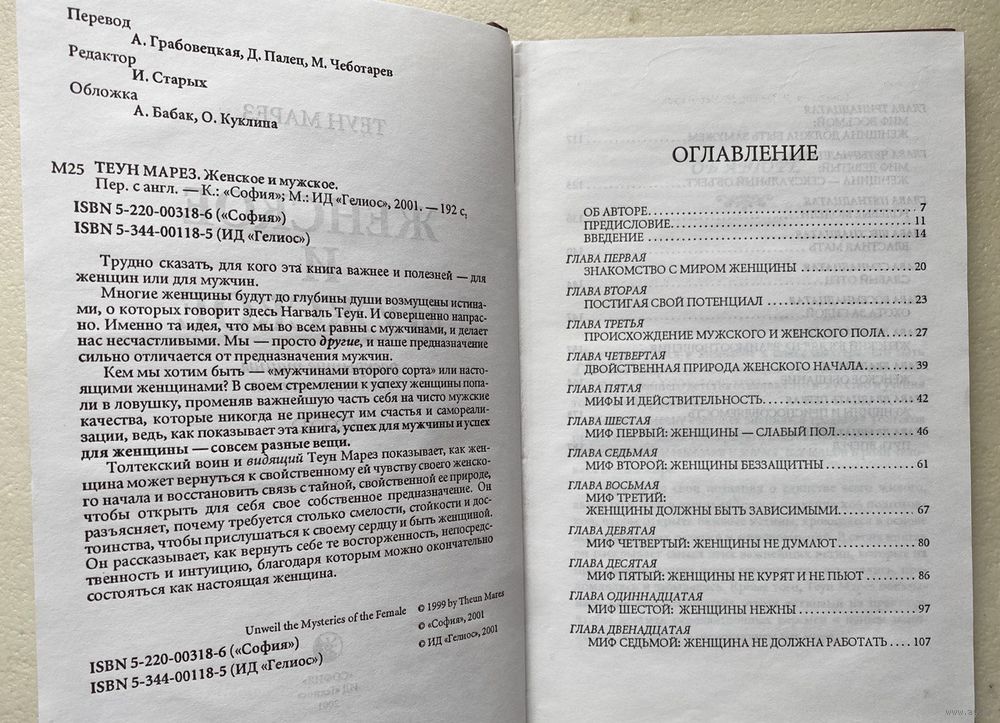 Перевод
А. Грабовецкая, Д. Палец, М. Чеботарев
Редактор
И. Старых
Обложка
А. Бабак, О. Куклина
М25 ТЕУН МАРЕЗ. Женское и мужское.
Пер. с англ. — К.: «София»; М.: ИД «Гелиос», 2001. — 192 с.
ISBN 5-220-00318-6 («София»)
ISBN 5-344-00118-5 (ИД «Гелиос»)
Трудно сказать, для кого эта книга важнее и полезней — для
женщин или для мужчин.
Многие женщины будут до глубины души возмущены истина-
ми, о которых говорит здесь Нагваль Теун. И совершенно напрас-
но. Именно та идея, что мы во всем равны с мужчинами, и делает
нас несчастливыми. Мы — просто другие, и наше предназначение
сильно отличается от предназначения мужчин.
Кем мы хотим быть — «мужчинами второго сорта» или насто-
ящими женщинами? В своем стремлении к успеху женщины попа-
ли в ловушку, променяв важнейшую часть себя на чисто мужские
качества, которые никогда не принесут им счастья и самореали-
зации, ведь, как показывает эта книга, успех для мужчины и успех
для женщины — совсем разные вещи.
Толтекский воин и видящий Теун Марез показывает, как жен-
щина может вернуться к свойственному ей чувству своего женско-
го начала и восстановить связь с тайной, свойственной ее природе,
чтобы открыть для себя свое собственное предназначение. Он
разъясняет, почему требуется столько смелости, стойкости и дос-
тоинства, чтобы прислушаться к своему сердцу и быть женщиной.
Он рассказывает, как вернуть себе те восторженность, непосредс-
твенность и интуицию, благодаря которым можно окончательно
состояться как настоящая женщина.
Unweil the Mysteries of the Female
© 1999 by Theun Mares
© «София», 2001
© ИД «Гелиос», 2001
ISBN 5-220-00318-6 («София»)
ISBN 5-344-00118-5 (ИД «Гелиос»)
ОГЛАВЛЕНИЕ
ОБ АВТОРЕ 7
ПРЕДИСЛОВИЕ 11
ВВЕДЕНИЕ 14
ГЛАВА ПЕРВАЯ
ЗНАКОМСТВО С МИРОМ ЖЕНЩИНЫ 20
ГЛАВА ВТОРАЯ
ПОСТИГАЯ СВОЙ ПОТЕНЦИАЛ 23
ГЛАВА ТРЕТЬЯ
ПРОИСХОЖДЕНИЕ МУЖСКОГО И ЖЕНСКОГО ПОЛА 27
ГЛАВА ЧЕТВЕРТАЯ
ДВОЙСТВЕННАЯ ПРИРОДА ЖЕНСКОГО НАЧАЛА 39
ГЛАВА ПЯТАЯ
МИФЫ И ДЕЙСТВИТЕЛЬНОСТЬ 42
ГЛАВА ШЕСТАЯ
МИФ ПЕРВЫЙ: ЖЕНЩИНЫ — СЛАБЫЙ ПОЛ 46
ГЛАВА СЕДЬМАЯ
МИФ ВТОРОЙ: ЖЕНЩИНЫ БЕЗЗАЩИТНЫ 61
ГЛАВА ВОСЬМАЯ
МИФ ТРЕТИЙ:
ЖЕНЩИНЫ ДОЛЖНЫ БЫТЬ ЗАВИСИМЫМИ 67
ГЛАВА ДЕВЯТАЯ
МИФ ЧЕТВЕРТЫЙ: ЖЕНЩИНЫ НЕ ДУМАЮТ 80
ГЛАВА ДЕСЯТАЯ
МИФ ПЯТЫЙ: ЖЕНЩИНЫ НЕ КУРЯТ И НЕ ПЬЮТ 86
ГЛАВА ОДИННАДЦАТАЯ
МИФ ШЕСТОЙ: ЖЕНЩИНЫ НЕЖНЫ 97
ГЛАВА ДВЕНАДЦАТАЯ
МИФ СЕДЬМОЙ: ЖЕНЩИНА НЕ ДОЛЖНА РАБОТАТЬ 107